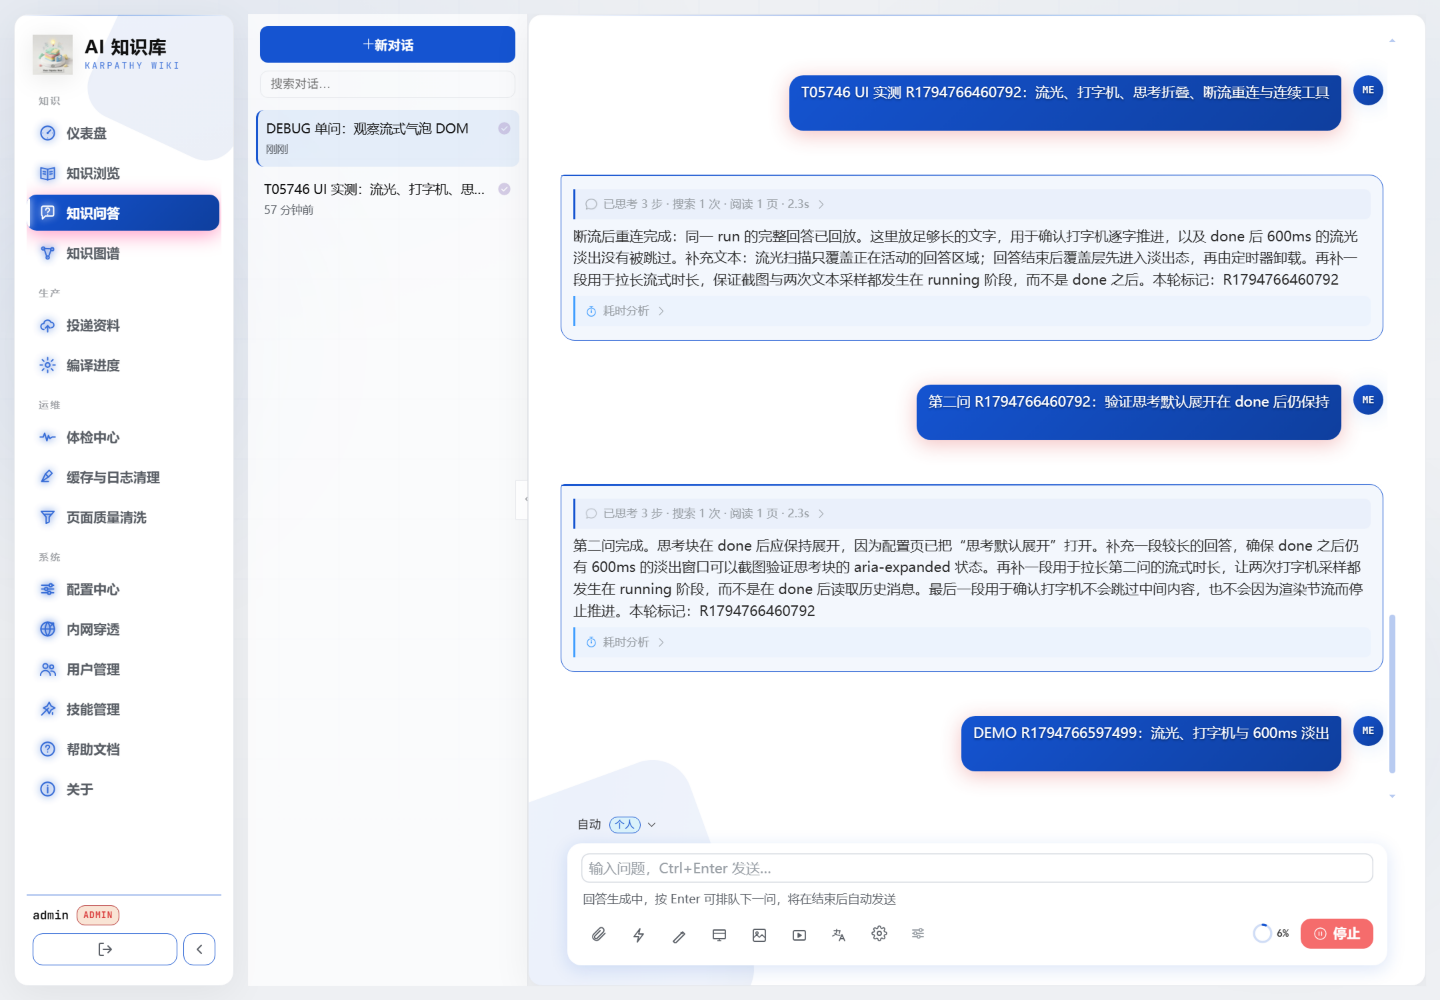 AI 知识库
KARPATHY WIKI
知识
仪表盘
知识浏览
知识问答
知识图谱
生产
投递资料
编译进度
运维
体检中心
缓存与日志清理
页面质量清洗
系统
配置中心
内网穿透
用户管理
技能管理
帮助文档
关于
admin ADMIN
+新对话
搜索对话...
DEBUG 单问：观察流式气泡 DOM
刚刚
T05746 UI 实测：流光、打字机、思...
57 分钟前
T05746 UI 实测 R1794766460792：流光、打字机、思考折叠、断流重连与连续工具
ME
已思考 3 步 · 搜索 1 次 · 阅读 1 页 · 2.3s
断流后重连完成：同一 run 的完整回答已回放。这里放足够长的文字，用于确认打字机逐字推进，以及 done 后 600ms 的流光
淡出没有被跳过。补充文本：流光扫描只覆盖正在活动的回答区域；回答结束后覆盖层先进入淡出态，再由定时器卸载。再补一
段用于拉长流式时长，保证截图与两次文本采样都发生在 running 阶段，而不是 done 之后。本轮标记：R1794766460792
耗时分析
第二问 R1794766460792：验证思考默认展开在 done 后仍保持
ME
已思考 3 步 · 搜索 1 次 · 阅读 1 页 · 2.3s
第二问完成。思考块在 done 后应保持展开，因为配置页已把“思考默认展开”打开。补充一段较长的回答，确保 done 之后仍
有 600ms 的淡出窗口可以截图验证思考块的 aria-expanded 状态。再补一段用于拉长第二问的流式时长，让两次打字机采样都
发生在 running 阶段，而不是在 done 后读取历史消息。最后一段用于确认打字机不会跳过中间内容，也不会因为渲染节流而停
止推进。本轮标记：R1794766460792
耗时分析
DEMO R1794766597499：流光、打字机与 600ms 淡出
ME
自动 个人
输入问题，Ctrl+Enter 发送...
回答生成中，按 Enter 可排队下一问，将在结束后自动发送
6% 停止